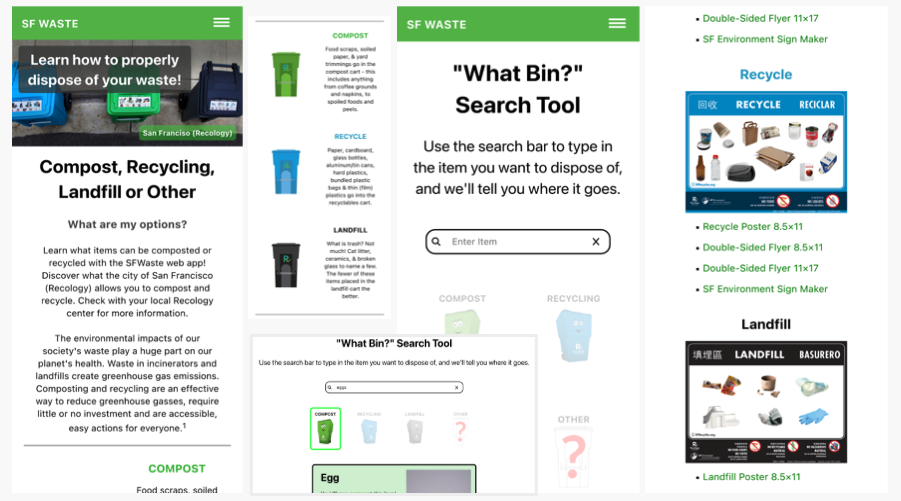 SF WASTE
Learn how to properly
dispose of your waste!
San Franciso (Recology)
Compost, Recycling,
Landfill or Other
What are my options?
Learn what items can be composted or
recycled with the SFWaste web app!
Discover what the city of San Francisco
(Recology) allows you to compost and
recycle. Check with your local Recology
center for more information.
The environmental impacts of our
society's waste play a huge part on our
planet's health. Waste in incinerators and
landfills create greenhouse gas emissions.
Composting and recycling are an effective
way to reduce greenhouse gasses, require
little or no investment and are accessible,
easy actions for everyone.¹
COMPOST
Food scraps, soiled
COMPOST
Food scraps, soiled
paper, & yard
trimmings go in the
compost cart - this
includes anything
from coffee grounds
and napkins, to
spoiled foods and
peels.
RECYCLE
Paper, cardboard,
glass bottles,
aluminum/tin cans,
hard plastics,
bundled plastic
bags & thin (film)
plastics go into the
recyclables cart.
LANDFILL
What is trash? Not
much! Cat litter,
ceramics, & broken
glass to name a few.
The fewer of these
items placed in the
landfill cart the
better.
SF WASTE
"What Bin?"
Search Tool
Use the search bar to type in
the item you want to dispose of,
and we'll tell you where it goes.
Enter Item X
COMPOST
RECYCLING
OTHER
"What Bin?" Search Tool
Use the search bar to type in the item you want to dispose of, and we'll tell you where it goes.
eggs X
COMPOST RECYCLING LANDFILL OTHER
Egg
• Double-Sided Flyer 11×17
• SF Environment Sign Maker
Recycle
回收 RECYCLE RECICLAR
SFRecycles.org
• Recycle Poster 8.5×11
• Double-Sided Flyer 8.5×11
• Double-Sided Flyer 11×17
• SF Environment Sign Maker
Landfill
填埋區 LANDFILL BASURERO
SFRecycles.org
• Landfill Poster 8.5×11